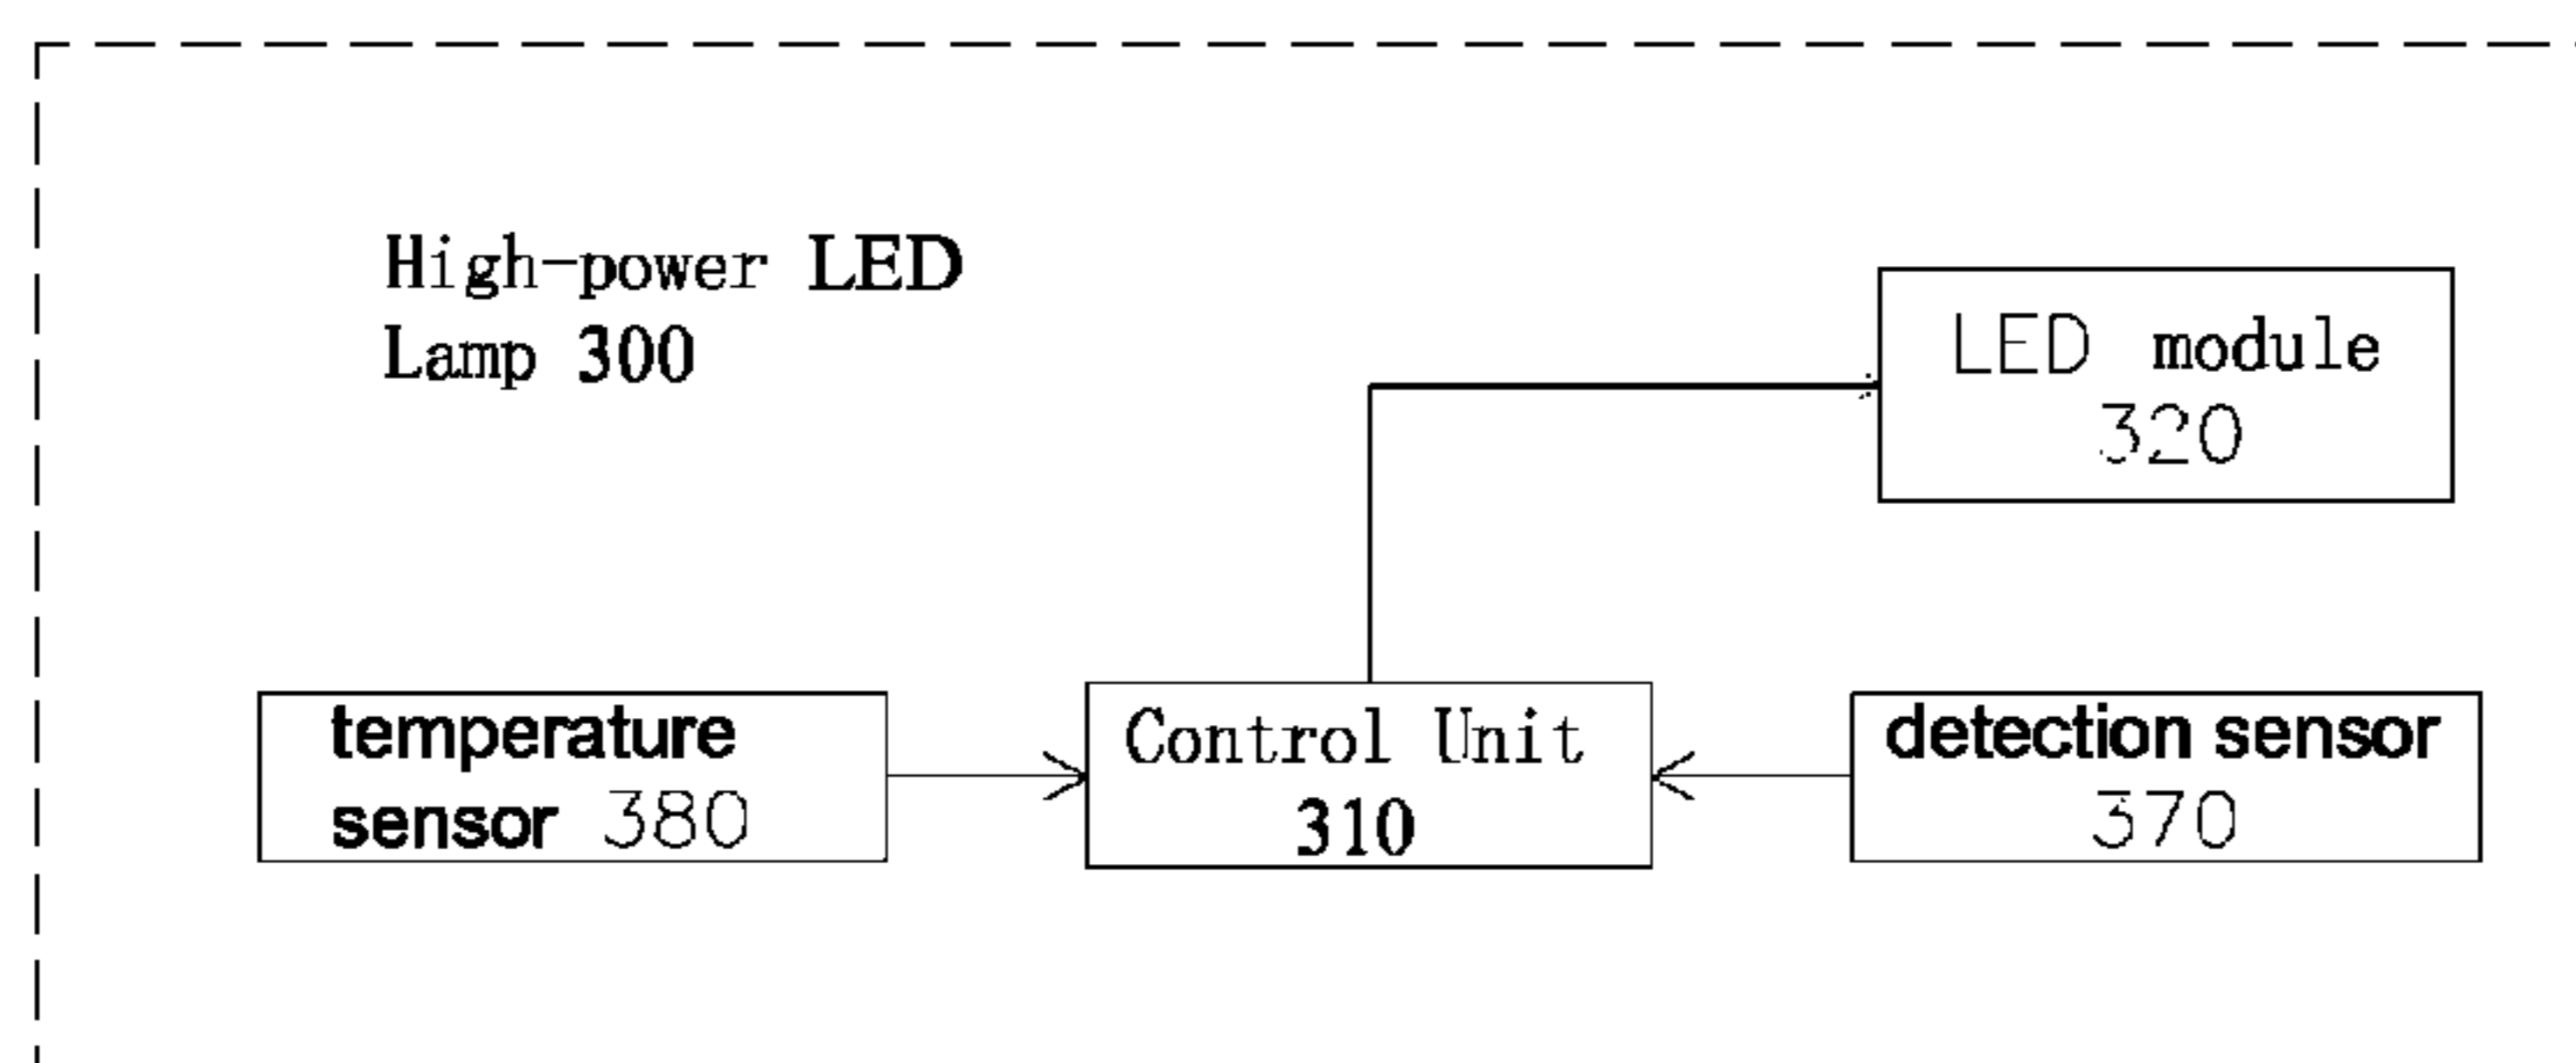 High-power LED
Lamp 300
LED module
320
temperature
sensor 380
Control Unit
310
detection sensor
370